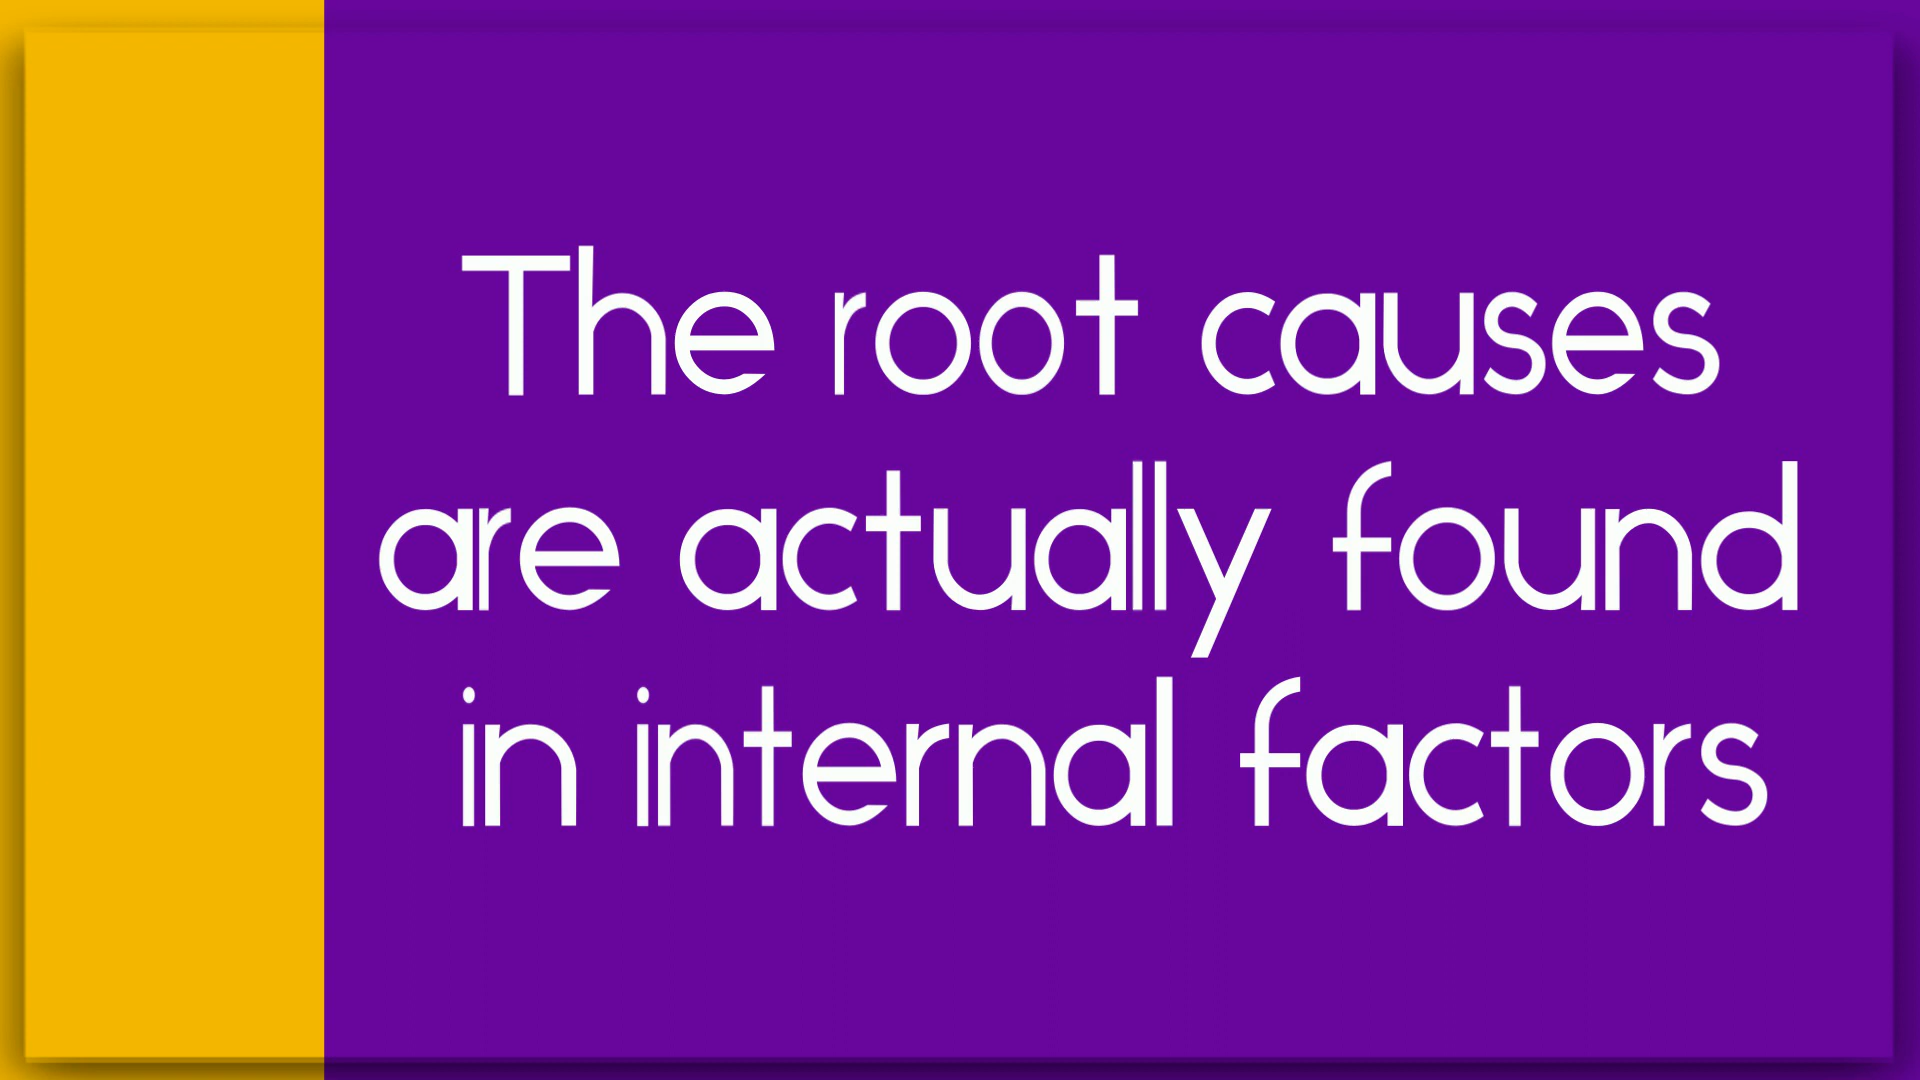 The root causes
are actually found
in internal factors